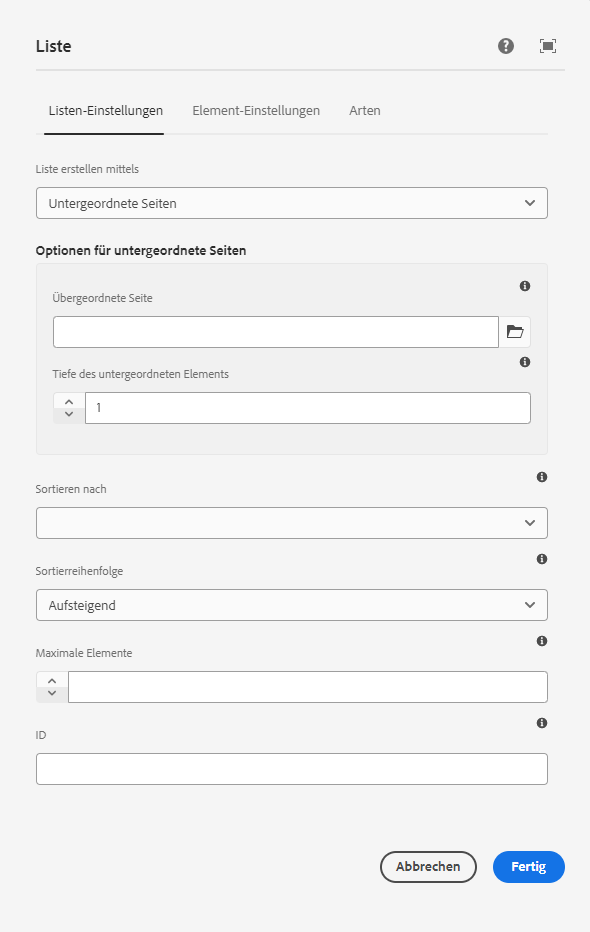 Liste
Listen-Einstellungen Element-Einstellungen Arten
Liste erstellen mittels
Untergeordnete Seiten
Optionen für untergeordnete Seiten
Übergeordnete Seite
Tiefe des untergeordneten Elements
1
Sortieren nach
Sortierreihenfolge
Aufsteigend
Maximale Elemente
ID
Abbrechen Fertig